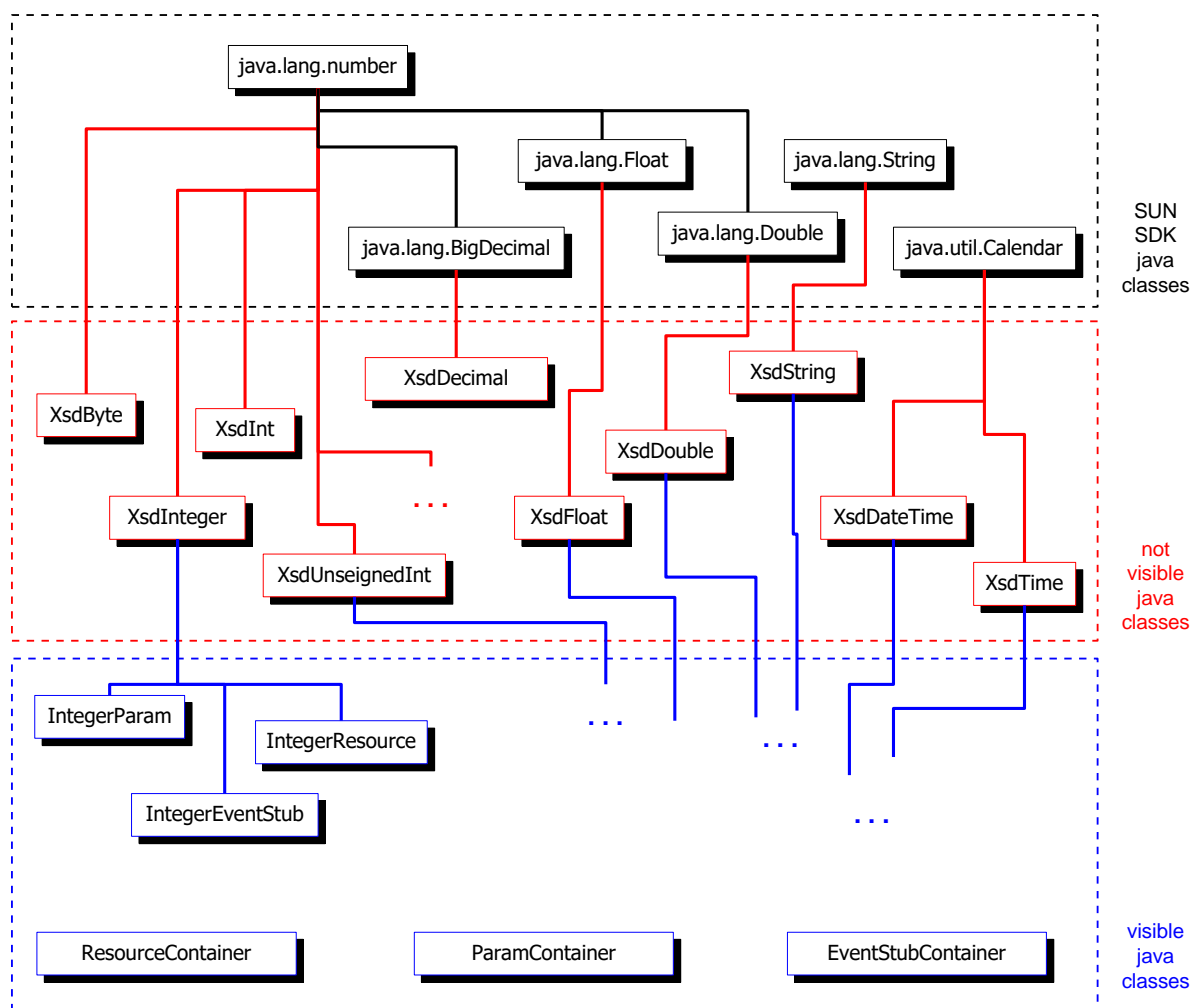 java.lang.number
java.lang.Float
java.lang.String
java.lang.BigDecimal
java.lang.Double
java.util.Calendar
SUN
SDK
java
classes
XsdDecimal
XsdString
XsdByte
XsdInt
XsdDouble
...
XsdInteger
XsdFloat
XsdDateTime
XsdUnseignedInt
XsdTime
not
visible
java
classes
IntegerParam
IntegerResource
...
...
IntegerEventStub
...
ResourceContainer
ParamContainer
EventStubContainer
visible
java
classes